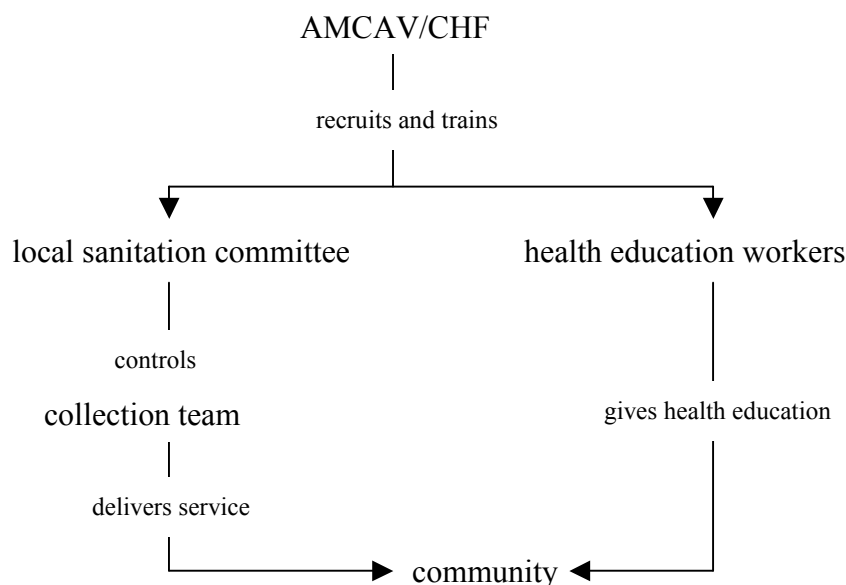 AMCAV/CHF
recruits and trains
local sanitation committee
health education workers
controls
collection team
gives health education
delivers service
community